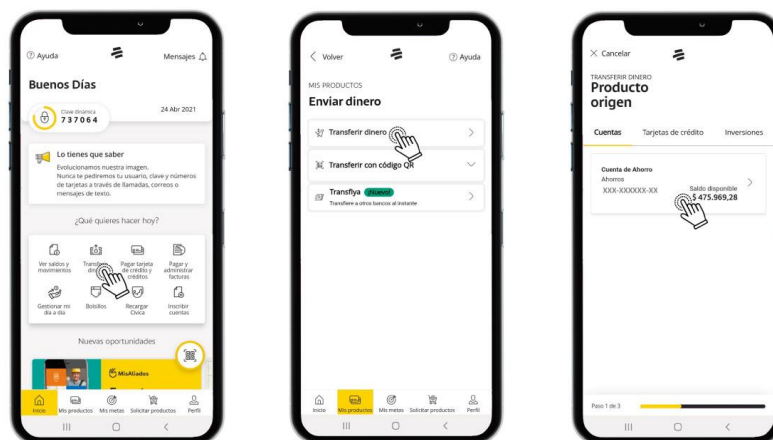 Ayuda
Mensajes
Buenos Días
Clave dinámica
737064
24 Abr 2021
Lo tienes que saber
Evolucionamos nuestra imagen.
Nunca te pediremos tu usuario, clave y números
de tarjetas a través de llamadas, correos o
mensajes de texto.
¿Qué quieres hacer hoy?
Ver saldos y
movimientos
Pagar tarjeta
de crédito y
créditos
Pagar y
administrar
facturas
Gestionar mi
día a día
Bolsillos
Recargar
Cívica
Inscribir
cuentas
Nuevas oportunidades
MisAliados
Inicio
Mis productos
Mis metas
Solicitar productos
Perfil
Volver
Ayuda
MIS PRODUCTOS
Enviar dinero
Transferir dinero
Transferir con código QR
Transfiya ¡Nuevo!
Transfiere a otros bancos al instante
Inicio
Mis productos
Mis metas
Solicitar productos
Perfil
Cancelar
TRANSFERIR DINERO
Producto
origen
Cuentas
Tarjetas de crédito
Inversiones
Cuenta de Ahorro
Ahorros
XXX-XXXXXX-XX
Saldo disponible
$ 475.969,28
Paso 1 de 3